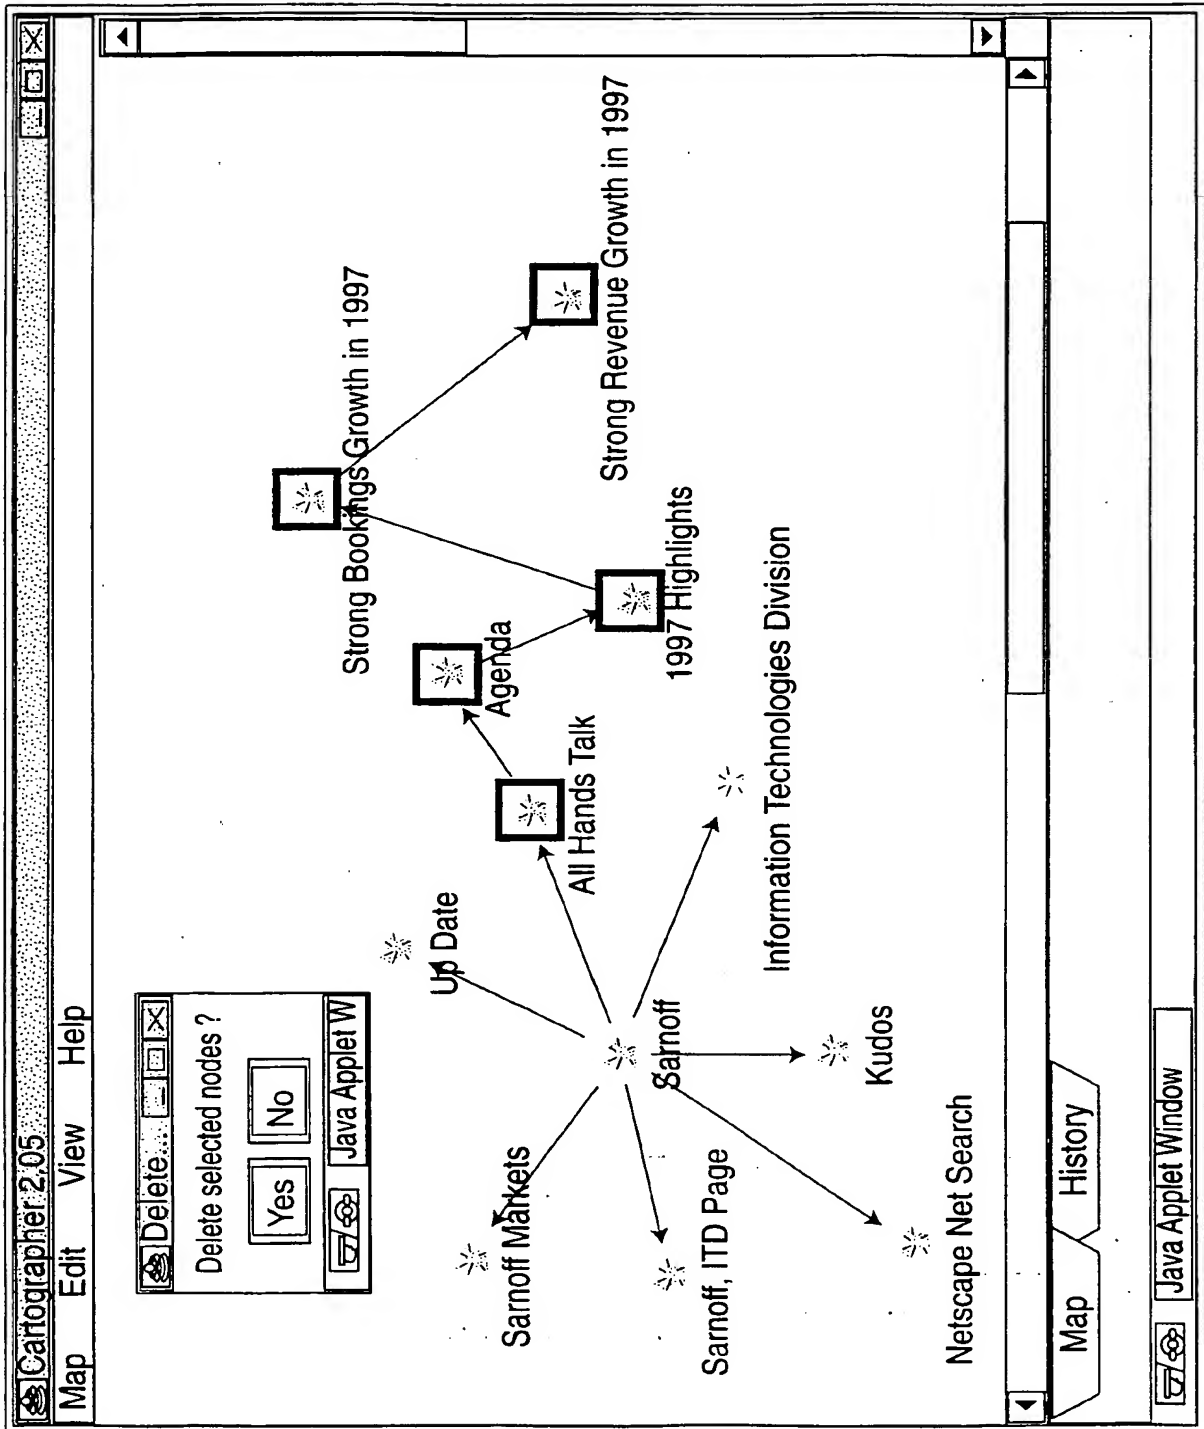 Cartographer 2.05
Map Edit View Help
Delete...
Delete selected nodes ?
Yes No
Java Applet W
Strong Bookings Growth in 1997
Up Date
Agenda
Sarnoff Markets
All Hands Talk
Strong Revenue Growth in 1997
Sarnoff
1997 Highlights
Sarnoff, ITD Page
Information Technologies Division
Kudos
Netscape Net Search
Map History
Java Applet Window